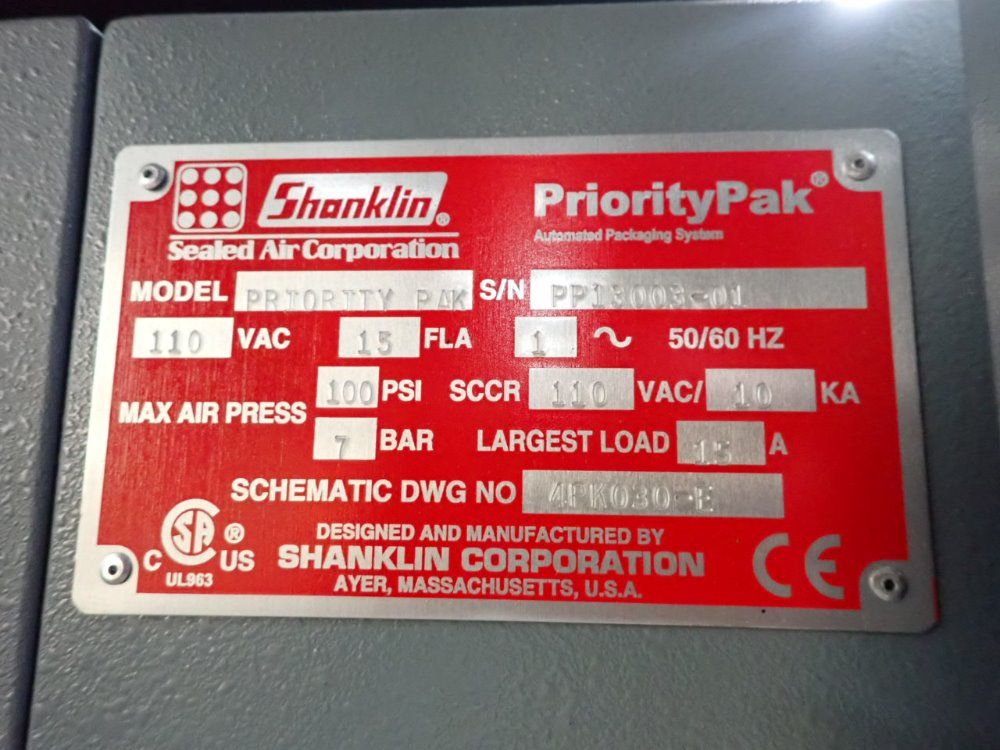 Shanklin®
Sealed Air Corporation
PriorityPak®
Automated Packaging System
MODEL PRIORITY PAK S/N PP13003-01
110 VAC 15 FLA 1 ~ 50/60 HZ
MAX AIR PRESS 100 PSI SCCR 110 VAC/ 10 KA
7 BAR LARGEST LOAD 15 A
SCHEMATIC DWG NO 4PK030-E
C SA ® US
UL963
DESIGNED AND MANUFACTURED BY
SHANKLIN CORPORATION
AYER, MASSACHUSETTS, U.S.A.
CE